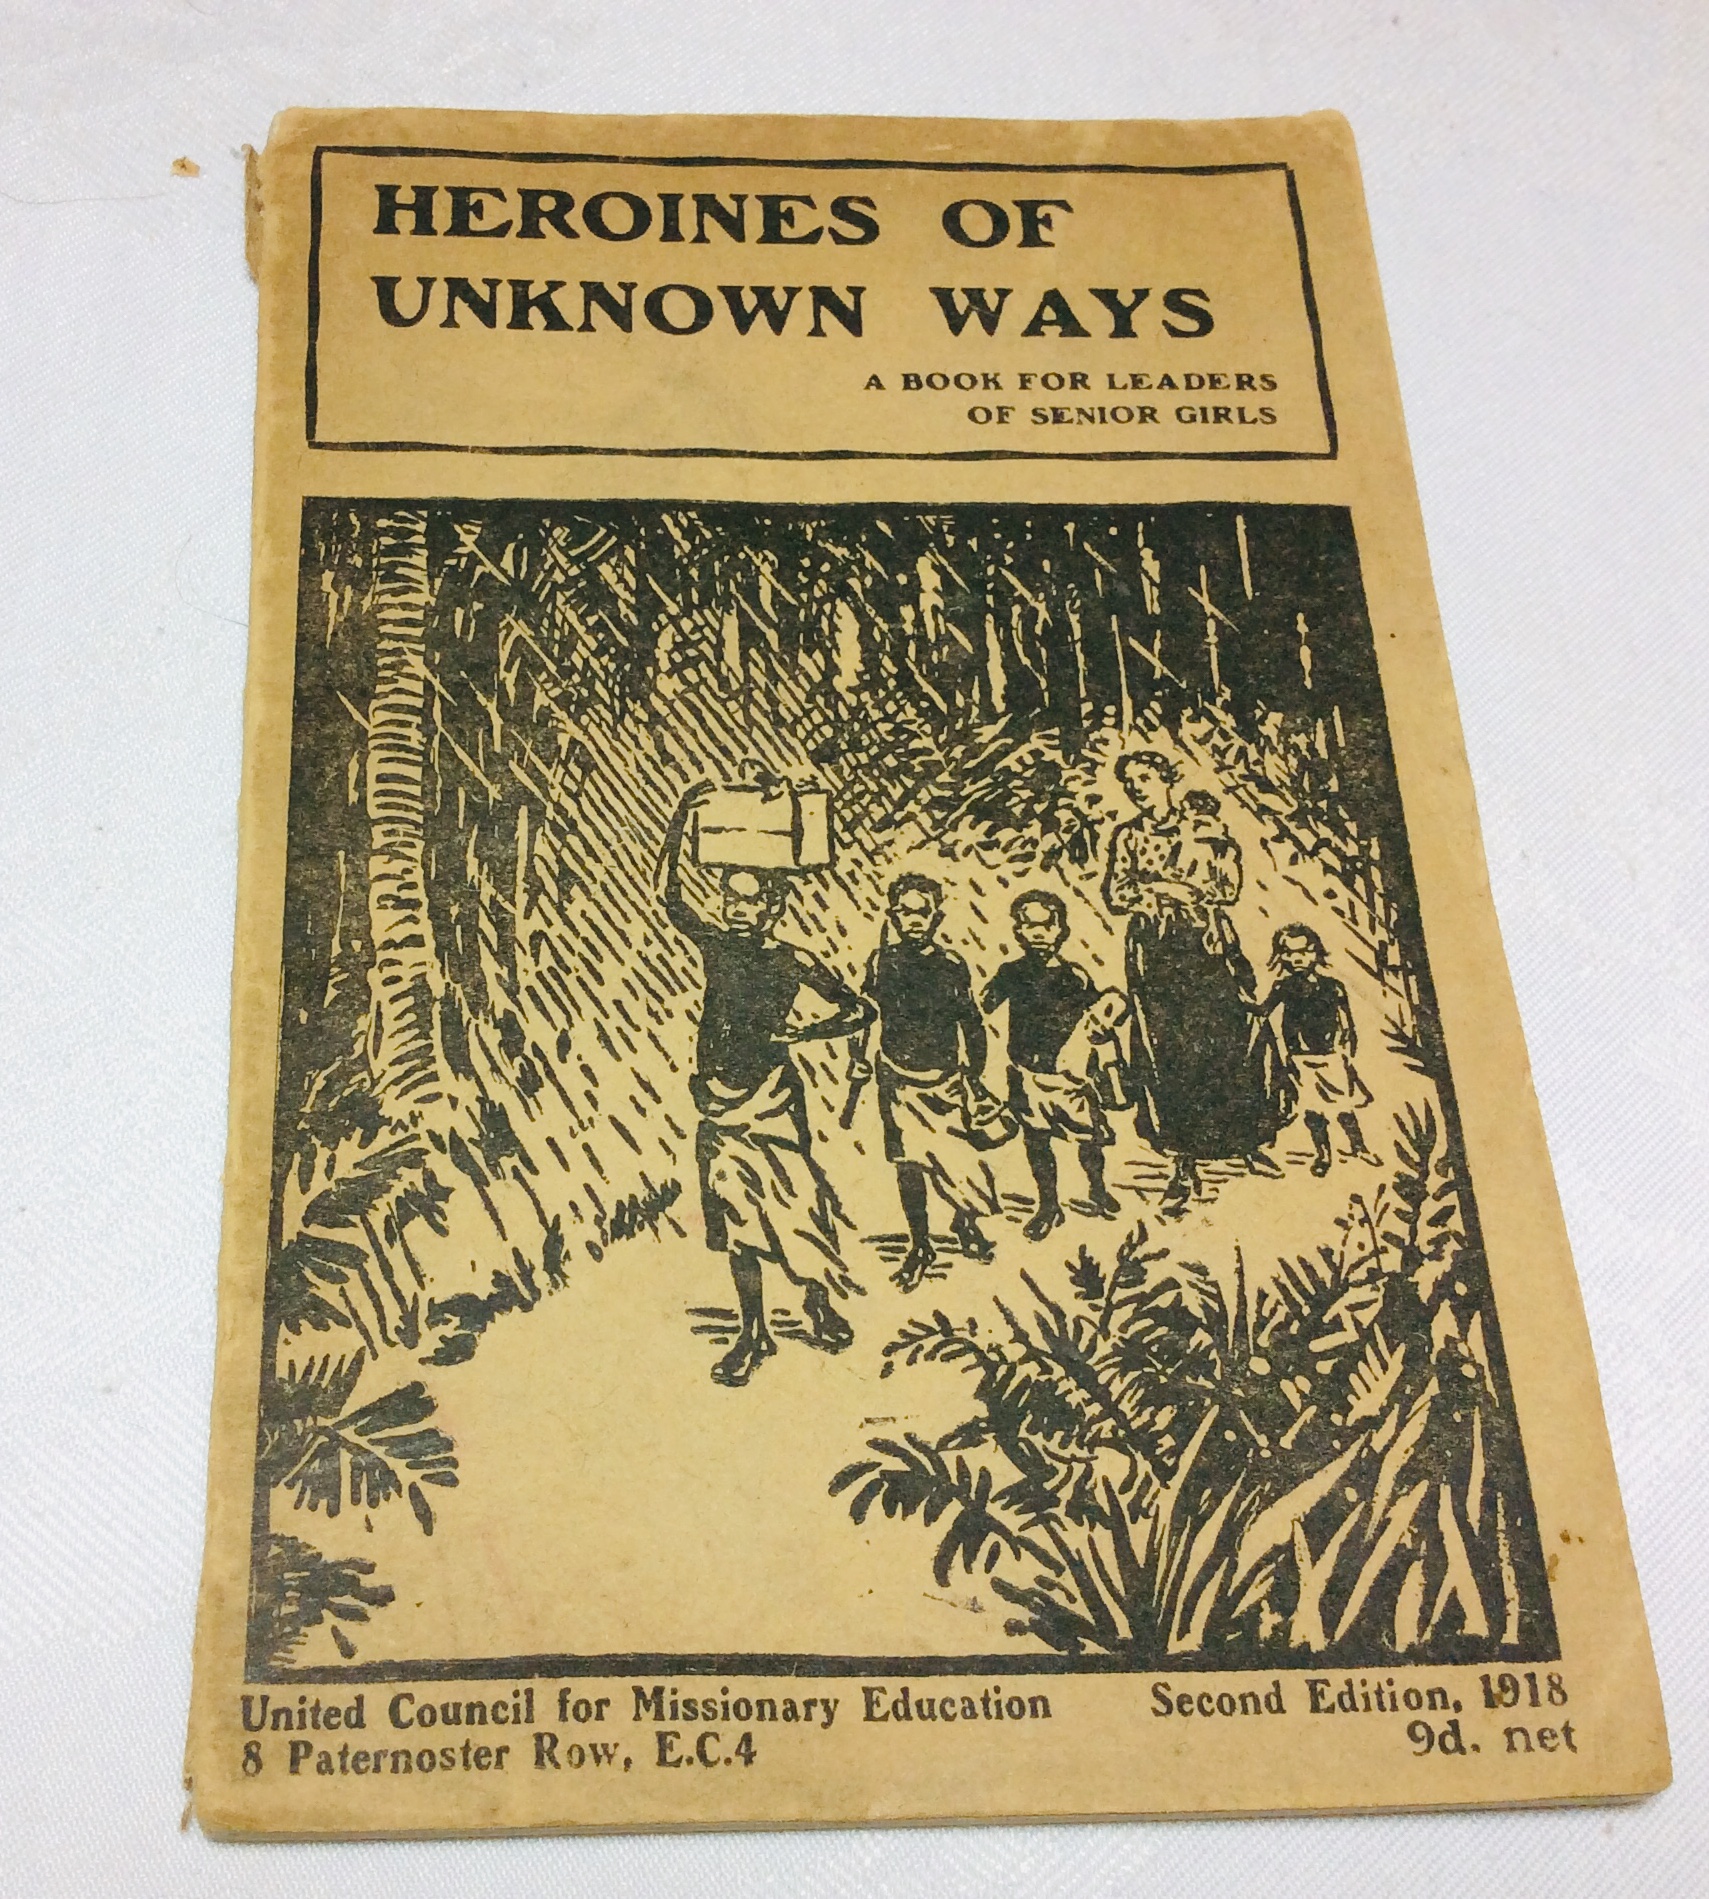 HEROINES OF
UNKNOWN WAYS
A BOOK FOR LEADERS
OF SENIOR GIRLS
United Council for Missionary Education
8 Paternoster Row, E.C.4
Second Edition, 1918
9d. net